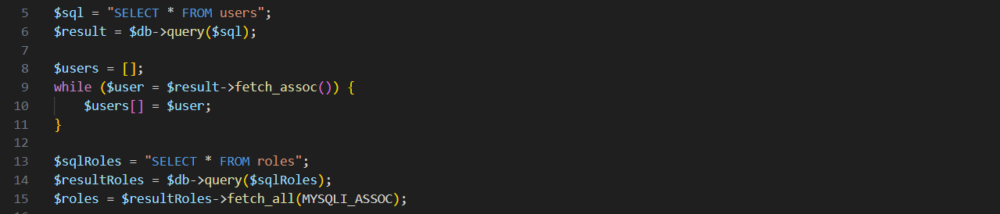 5 $sql = "SELECT * FROM users";
6 $result = $db->query($sql);
7
8 $users = [];
9 while ($user = $result->fetch_assoc()) {
10     $users[] = $user;
11 }
12
13 $sqlRoles = "SELECT * FROM roles";
14 $resultRoles = $db->query($sqlRoles);
15 $roles = $resultRoles->fetch_all(MYSQLI_ASSOC);